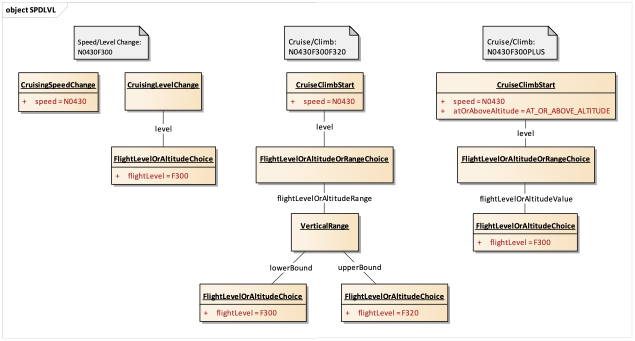 object SPDLVL
Speed/Level Change:
N0430F300
Cruise/Climb:
N0430F300F320
Cruise/Climb:
N0430F300PLUS
CruisingSpeedChange
+ speed = N0430
CruisingLevelChange
CruiseClimbStart
+ speed = N0430
CruiseClimbStart
+ speed = N0430
+ atOrAboveAltitude = AT_OR_ABOVE_ALTITUDE
level
level
level
FlightLevelOrAltitudeChoice
+ flightLevel = F300
FlightLevelOrAltitudeOrRangeChoice
FlightLevelOrAltitudeOrRangeChoice
flightLevelOrAltitudeRange
flightLevelOrAltitudeValue
VerticalRange
FlightLevelOrAltitudeChoice
+ flightLevel = F300
lowerBound
upperBound
FlightLevelOrAltitudeChoice
+ flightLevel = F300
FlightLevelOrAltitudeChoice
+ flightLevel = F320